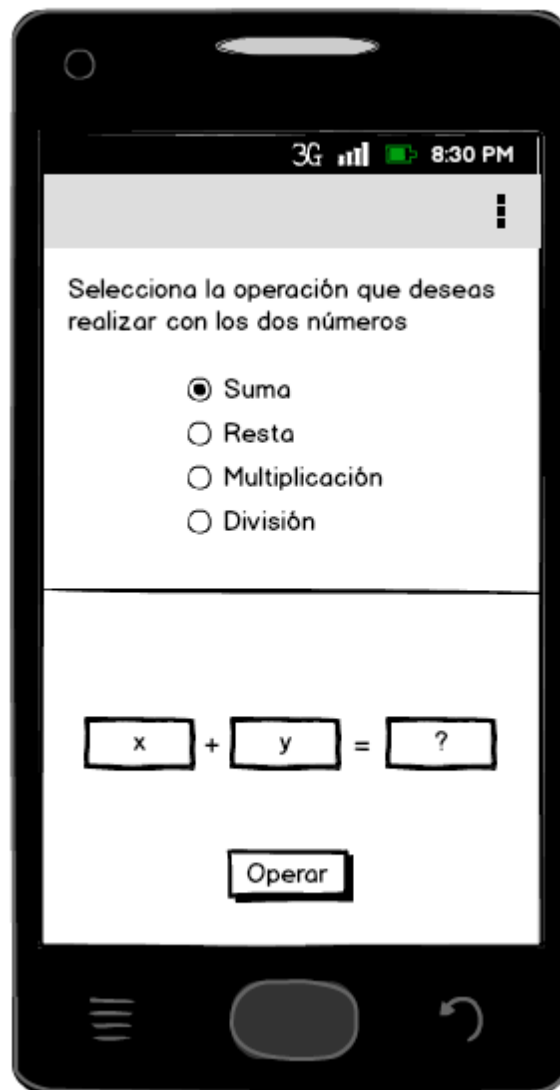 3G 8:30 PM
Selecciona la operación que deseas
realizar con los dos números
Suma
Resta
Multiplicación
División
x + y = ?
Operar